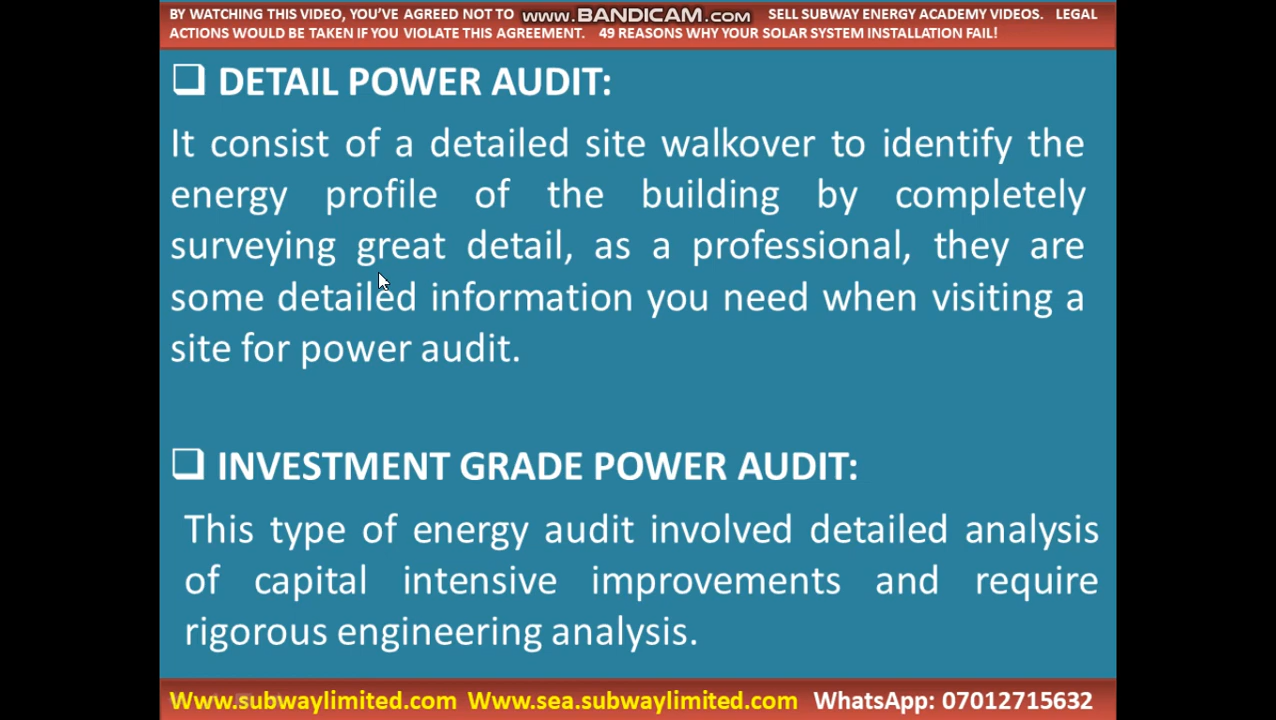 BY WATCHING THIS VIDEO, YOU'VE AGREED NOT TO www.BANDICAM.com SELL SUBWAY ENERGY ACADEMY VIDEOS. LEGAL
ACTIONS WOULD BE TAKEN IF YOU VIOLATE THIS AGREEMENT. 49 REASONS WHY YOUR SOLAR SYSTEM INSTALLATION FAIL!
❑ DETAIL POWER AUDIT:
It consist of a detailed site walkover to identify the
energy profile of the building by completely
surveying great detail, as a professional, they are
some detailed information you need when visiting a
site for power audit.
❑ INVESTMENT GRADE POWER AUDIT:
This type of energy audit involved detailed analysis
of capital intensive improvements and require
rigorous engineering analysis.
Www.subwaylimited.com Www.sea.subwaylimited.com WhatsApp: 07012715632